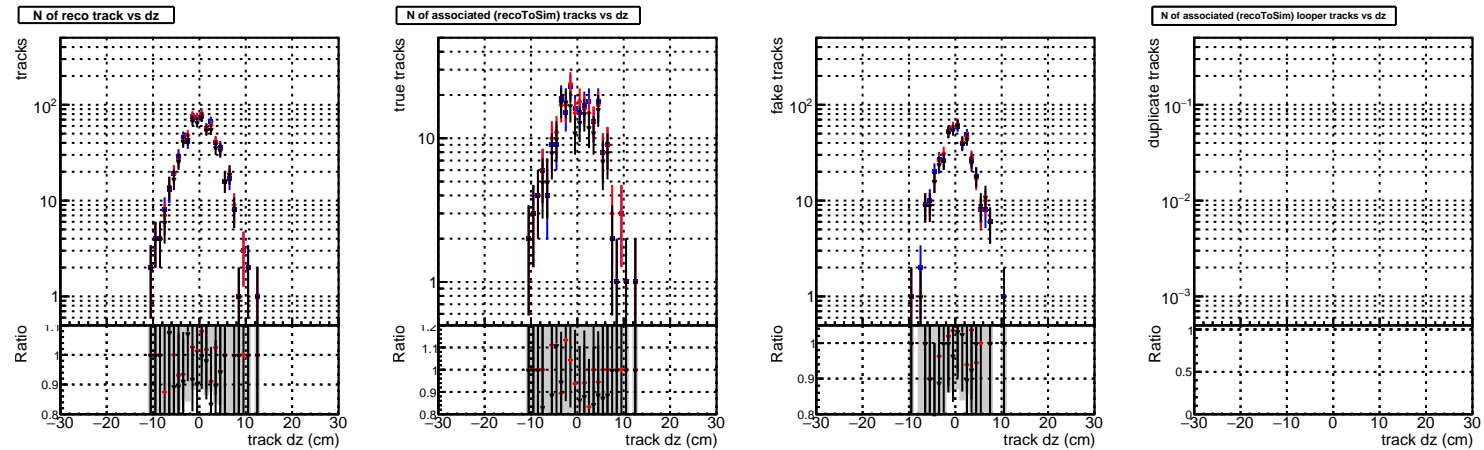 N of reco track vs dz
tracks
10²
10
1
Ratio
1.1
1
0.9
0.8
−30 −20 −10 0 10 20 30
track dz (cm)
N of associated (recoToSim) tracks vs dz
true tracks
10
1
Ratio
1.2
1.1
1
0.9
0.8
−30 −20 −10 0 10 20 30
track dz (cm)
fake tracks
10²
10
1
Ratio
1
0.9
−30 −20 −10 0 10 20 30
track dz (cm)
N of associated (recoToSim) looper tracks vs dz
duplicate tracks
10⁻¹
10⁻²
10⁻³
Ratio
1
0.5
0
−30 −20 −10 0 10 20 30
track dz (cm)